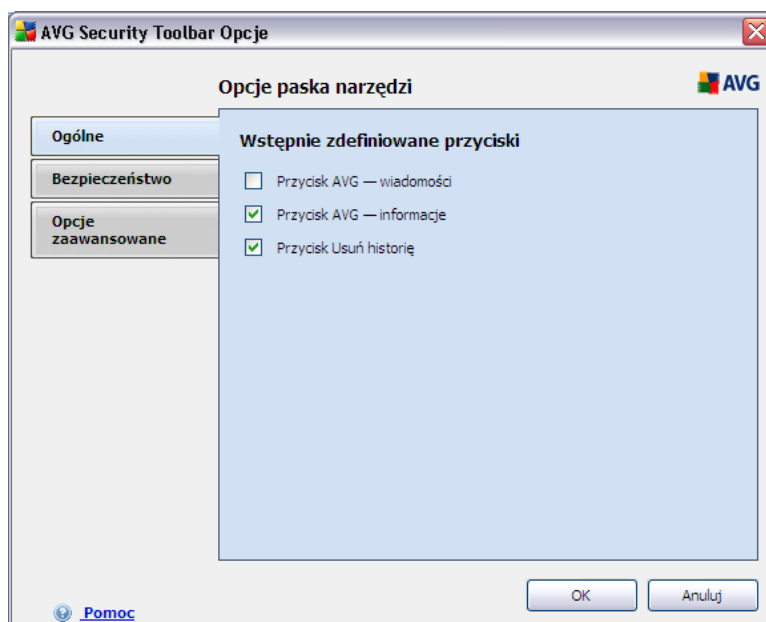 AVG Security Toolbar Opcje
Opcje paska narzędzi
AVG
Ogólne
Bezpieczeństwo
Opcje
zaawansowane
Wstępnie zdefiniowane przyciski
Przycisk AVG — wiadomości
Przycisk AVG — informacje
Przycisk Usuń historię
OK
Anuluj
Pomoc